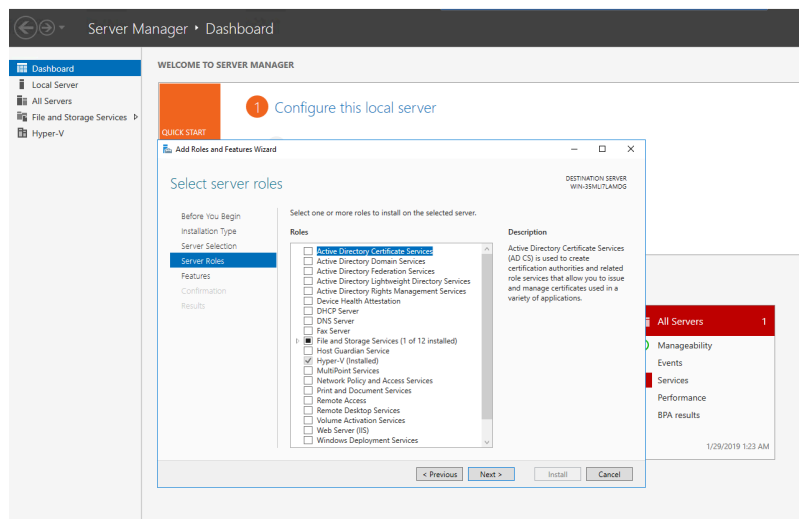 Server Manager • Dashboard
Dashboard
Local Server
All Servers
File and Storage Services
Hyper-V
WELCOME TO SERVER MANAGER
1 Configure this local server
QUICK START
Add Roles and Features Wizard
Select server roles
DESTINATION SERVER
WIN-35MLI7LAMDG
Before You Begin
Installation Type
Server Selection
Server Roles
Features
Confirmation
Results
Select one or more roles to install on the selected server.
Roles
Active Directory Certificate Services
Active Directory Domain Services
Active Directory Federation Services
Active Directory Lightweight Directory Services
Active Directory Rights Management Services
Device Health Attestation
DHCP Server
DNS Server
Fax Server
File and Storage Services (1 of 12 installed)
Host Guardian Service
Hyper-V (Installed)
MultiPoint Services
Network Policy and Access Services
Print and Document Services
Remote Access
Remote Desktop Services
Volume Activation Services
Web Server (IIS)
Windows Deployment Services
Description
Active Directory Certificate Services
(AD CS) is used to create
certification authorities and related
role services that allow you to issue
and manage certificates used in a
variety of applications.
< Previous
Next >
Install
Cancel
All Servers 1
Manageability
Events
Services
Performance
BPA results
1/29/2019 1:23 AM